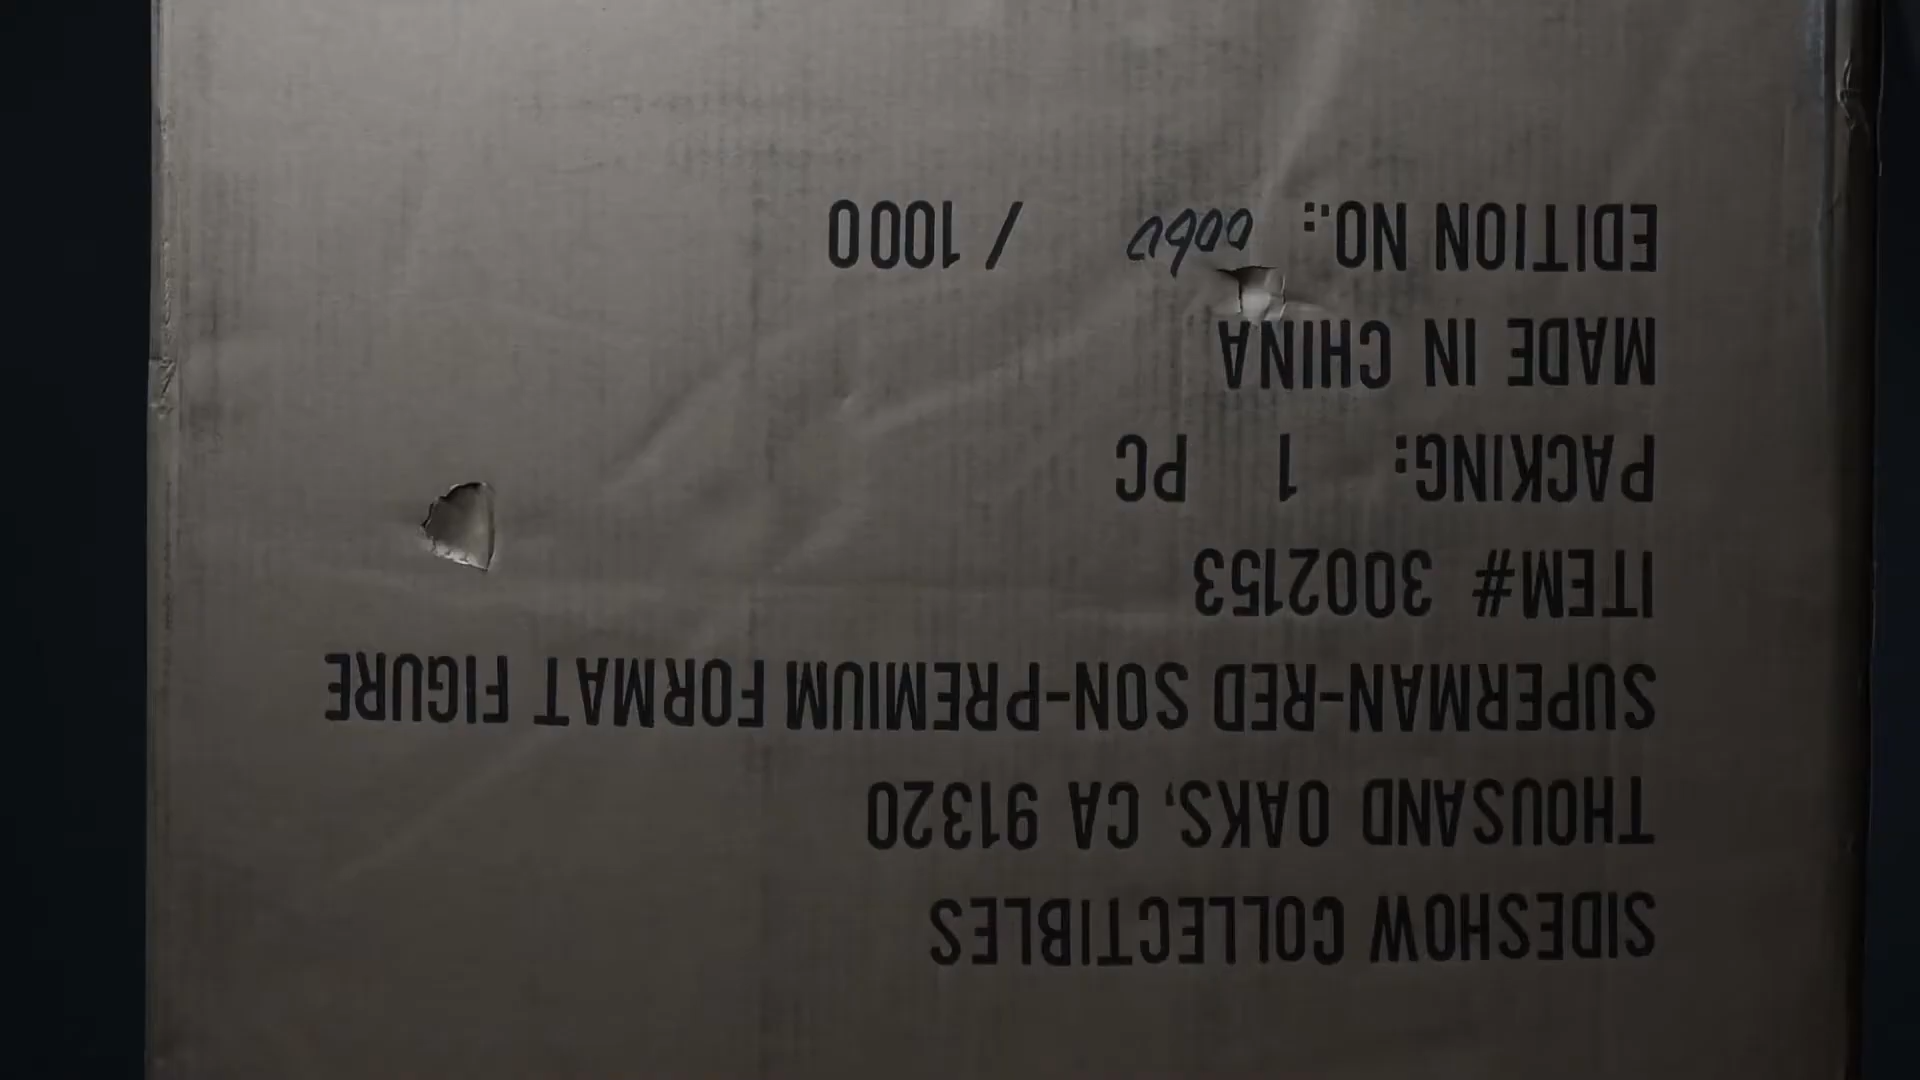 SIDESHOW COLLECTIBLES
THOUSAND OAKS, CA 91320
SUPERMAN-RED SON-PREMIUM FORMAT FIGURE
ITEM# 3002153
PACKING: 1 PC
MADE IN CHINA
EDITION NO.: / 1000